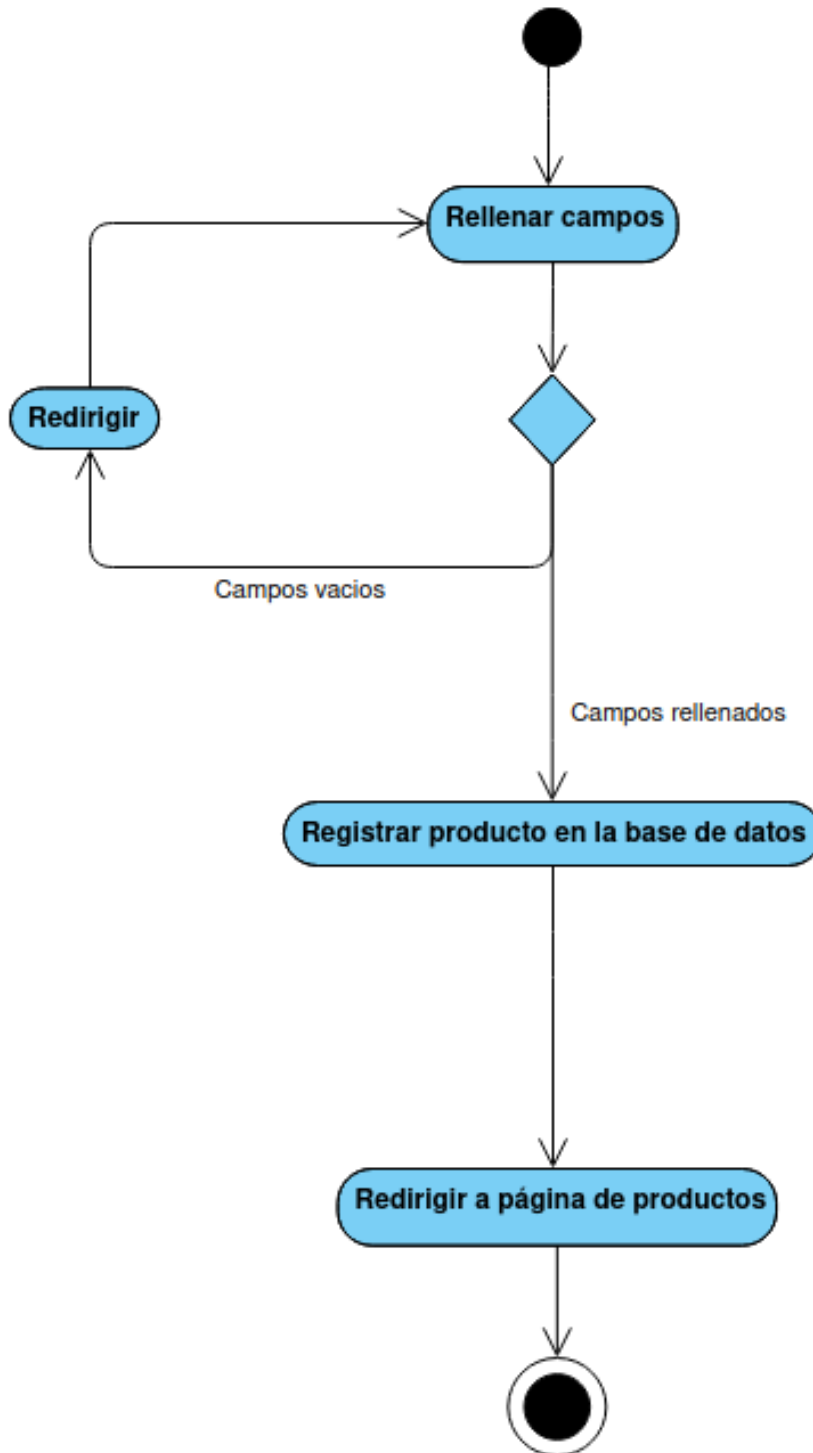 Rellenar campos
Redirigir
Campos vacios
Campos rellenados
Registrar producto en la base de datos
Redirigir a página de productos